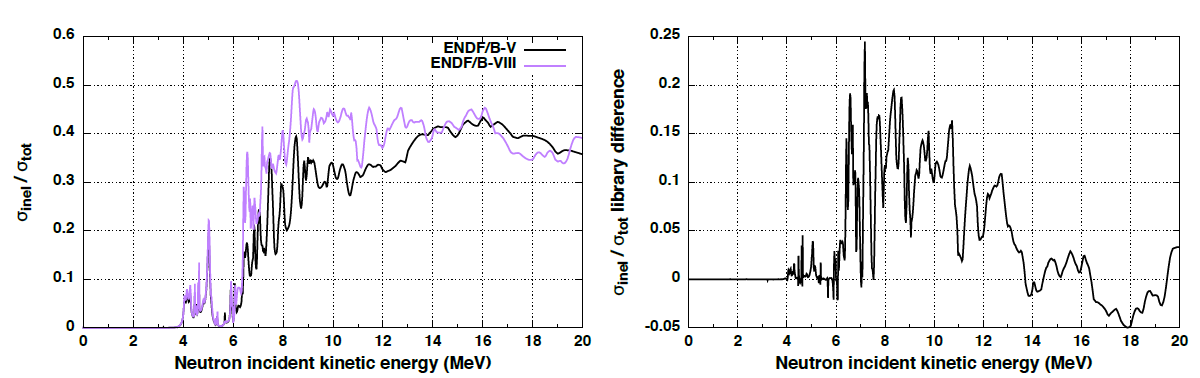 0.6
0.5
0.4
0.3
0.2
0.1
0
σinel / σtot
ENDF/B-V
ENDF/B-VIII
0 2 4 6 8 10 12 14 16 18 20
Neutron incident kinetic energy (MeV)
0.25
0.2
0.15
0.1
0.05
0
-0.05
σinel / σtot library difference
0 2 4 6 8 10 12 14 16 18 20
Neutron incident kinetic energy (MeV)